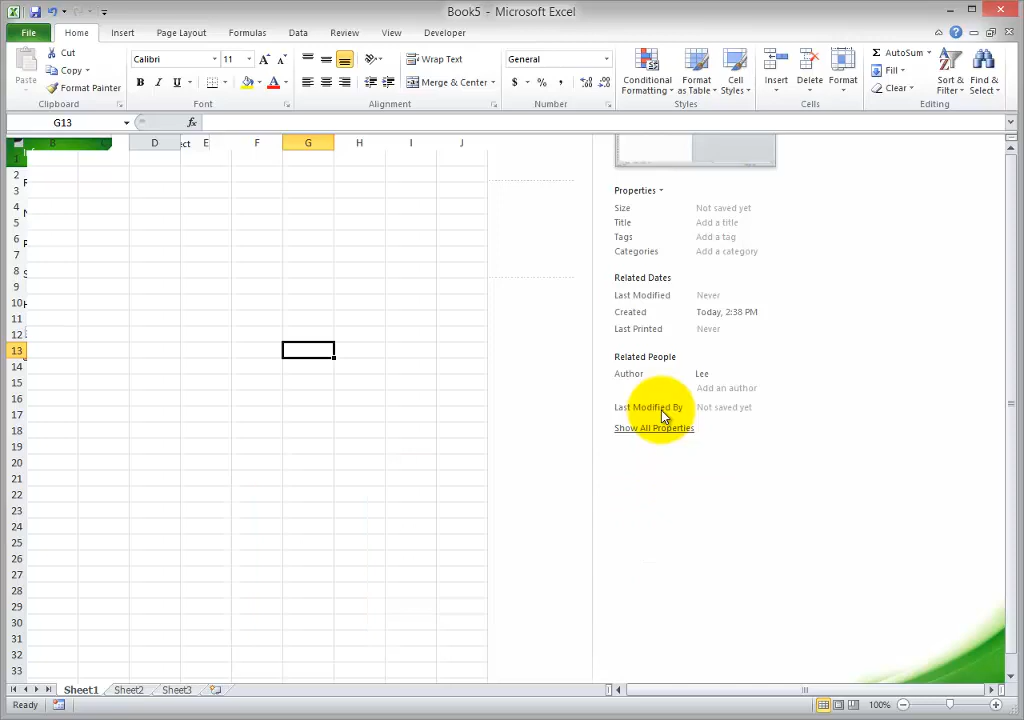 Book5 - Microsoft Excel
File Home Insert Page Layout Formulas Data Review View Developer
Paste
Cut
Copy
Format Painter
Clipboard
Calibri 11
B I U
Font
Wrap Text
Merge & Center
Alignment
General
$ % ,
Number
Conditional Formatting
Format as Table
Cell Styles
Styles
Insert Delete Format
Cells
AutoSum
Fill
Clear
Sort & Filter
Find & Select
Editing
G13 fx
B D ect E F G H I J
1
2
3
4
5
6
7
8
9
10
11
12
13
14
15
16
17
18
19
20
21
22
23
24
25
26
27
28
29
30
31
32
33
Properties
Size Not saved yet
Title Add a title
Tags Add a tag
Categories Add a category
Related Dates
Last Modified Never
Created Today, 2:38 PM
Last Printed Never
Related People
Author Lee
Add an author
Last Modified By Not saved yet
Show All Properties
Sheet1 Sheet2 Sheet3
Ready 100%